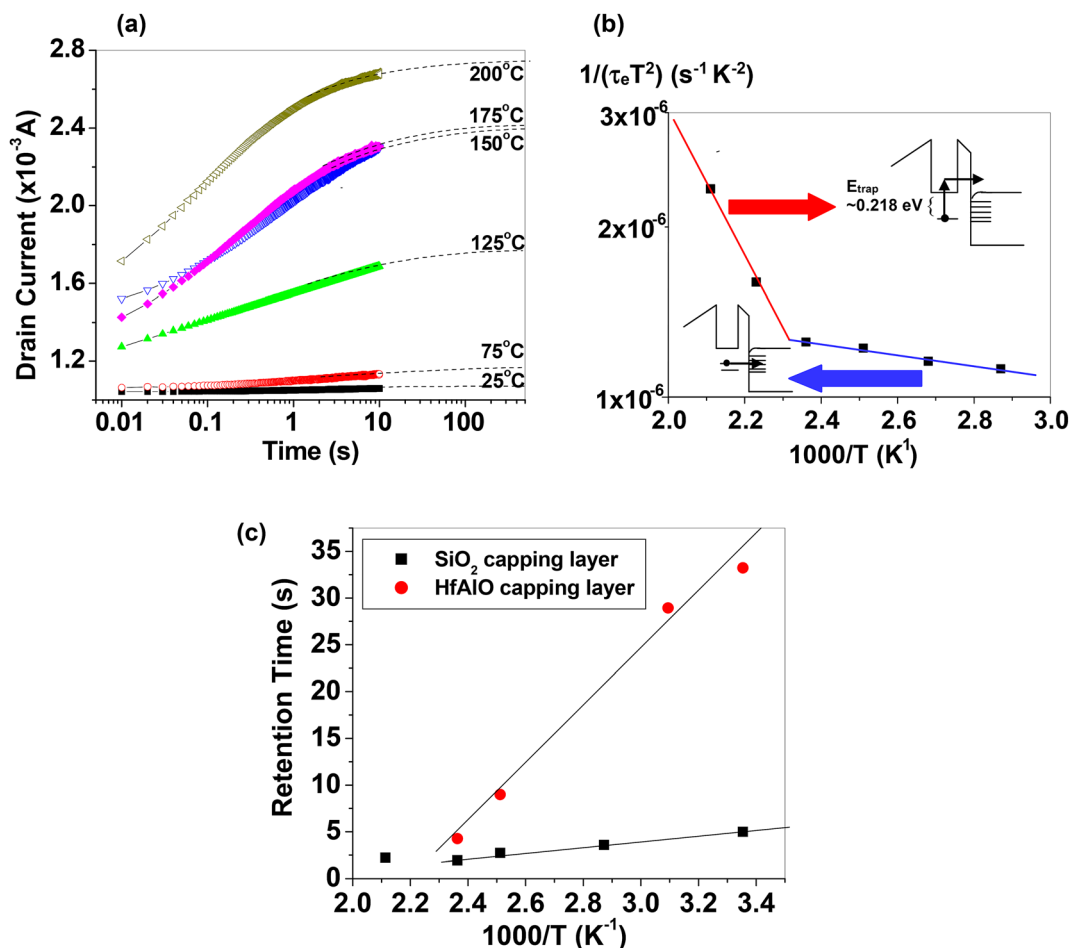 (a)
2.8
2.4
2.0
1.6
1.2
Drain Current (x10⁻³A)
200°C
175°C
150°C
125°C
75°C
25°C
0.01 0.1 1 10 100
Time (s)
(b)
1/(τₑT²) (s⁻¹ K⁻²)
3x10⁻⁶
2x10⁻⁶
1x10⁻⁶
E_trap
~0.218 eV
2.0 2.2 2.4 2.6 2.8 3.0
1000/T (K¹)
(c)
SiO₂ capping layer
HfAlO capping layer
35
30
25
20
15
10
5
0
Retention Time (s)
2.0 2.2 2.4 2.6 2.8 3.0 3.2 3.4
1000/T (K⁻¹)